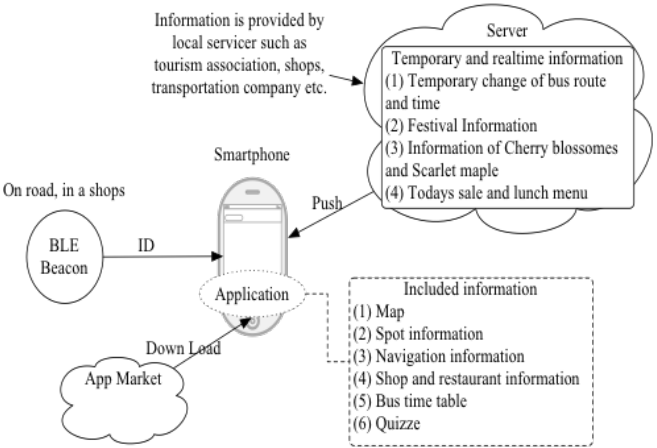 Information is provided by
local servicer such as
tourism association, shops,
transportation company etc.
Server
Temporary and realtime information
(1) Temporary change of bus route
and time
(2) Festival Information
(3) Information of Cherry blossomes
and Scarlet maple
(4) Todays sale and lunch menu
Smartphone
On road, in a shops
Push
BLE
Beacon
ID
Application
Included information
(1) Map
(2) Spot information
(3) Navigation information
(4) Shop and restaurant information
(5) Bus time table
(6) Quizze
Down Load
App Market